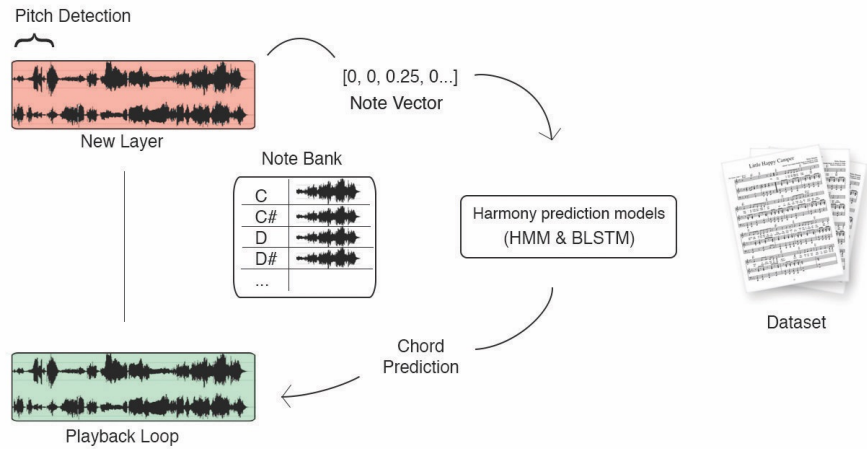 Pitch Detection
New Layer
[0, 0, 0.25, 0...]
Note Vector
Note Bank
C
C#
D
D#
...
Harmony prediction models
(HMM & BLSTM)
Little Happy Camper
Dataset
Chord
Prediction
Playback Loop